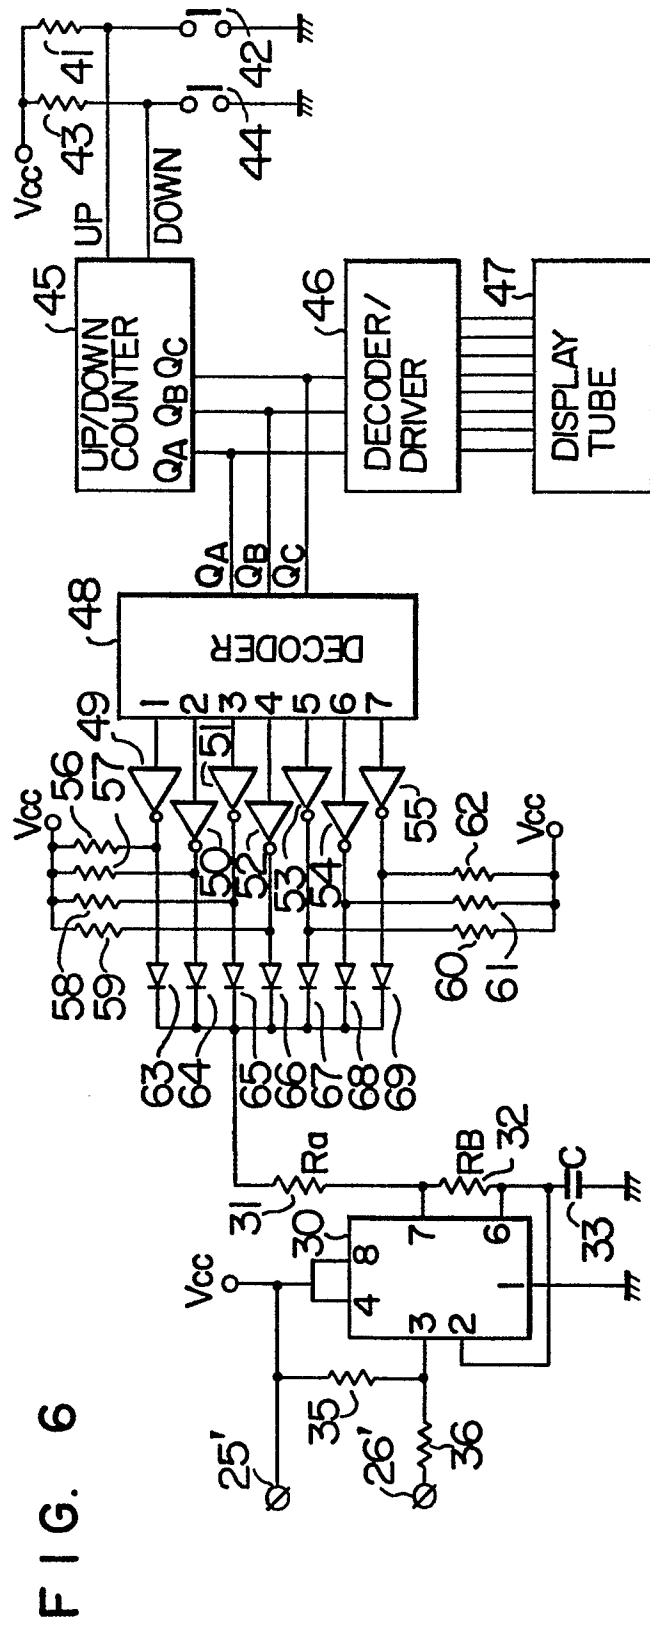 FIG. 6
25'
26'
35
36
Vcc
30
4 8
3
2
7
6
1
31
Ra
RB
32
C
33
63
64
65
66
67
68
69
Vcc
56
57
58
59
60
61
62
Vcc
49
50
51
52
53
54
55
48
DECODER
1
2
3
4
5
6
7
QA
QB
QC
45
UP/DOWN
COUNTER
QA QB QC
46
DECODER/
DRIVER
47
DISPLAY
TUBE
UP
DOWN
Vcc
41
43
42
44